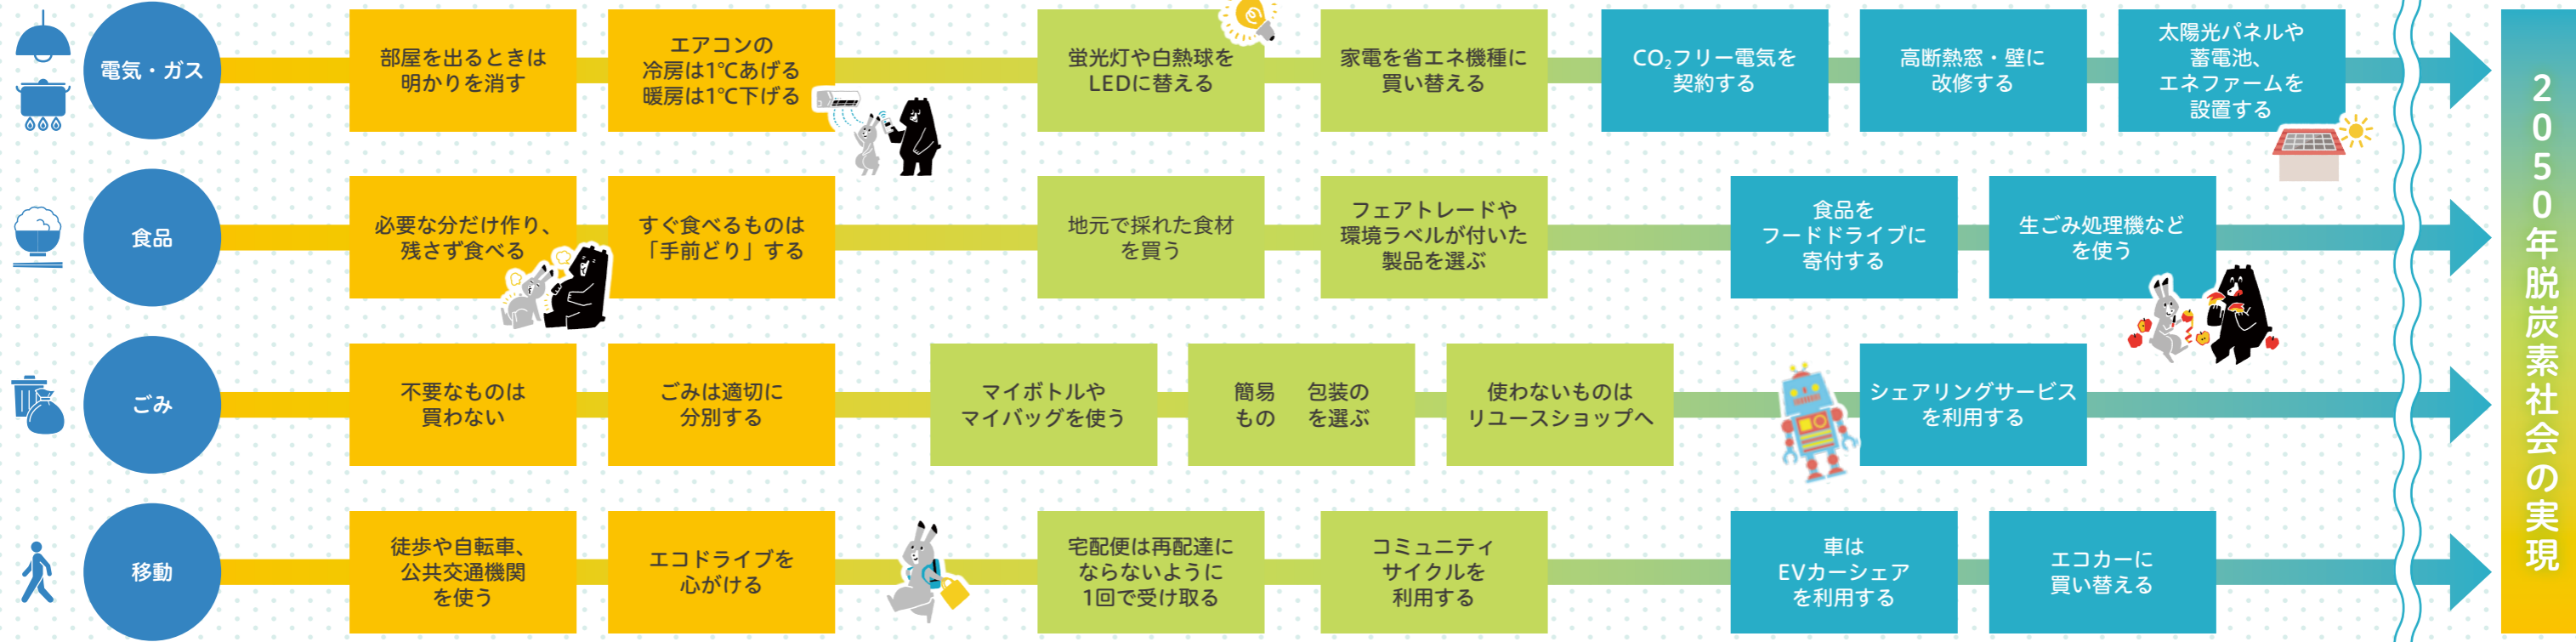 電気・ガス
部屋を出るときは
明かりを消す
エアコンの
冷房は1℃あげる
暖房は1℃下げる
蛍光灯や白熱球を
LEDに替える
家電を省エネ機種に
買い替える
CO₂フリー電気を
契約する
高断熱窓・壁に
改修する
太陽光パネルや
蓄電池、
エネファームを
設置する
食品
必要な分だけ作り、
残さず食べる
すぐ食べるものは
「手前どり」する
地元で採れた食材
を買う
フェアトレードや
環境ラベルが付いた
製品を選ぶ
食品を
フードドライブに
寄付する
生ごみ処理機など
を使う
ごみ
不要なものは
買わない
ごみは適切に
分別する
マイボトルや
マイバッグを使う
簡易 包装の
もの を選ぶ
使わないものは
リユースショップへ
シェアリングサービス
を利用する
移動
徒歩や自転車、
公共交通機関
を使う
エコドライブを
心がける
宅配便は再配達に
ならないように
1回で受け取る
コミュニティ
サイクルを
利用する
車は
EVカーシェア
を利用する
エコカーに
買い替える
2050年脱炭素社会の実現